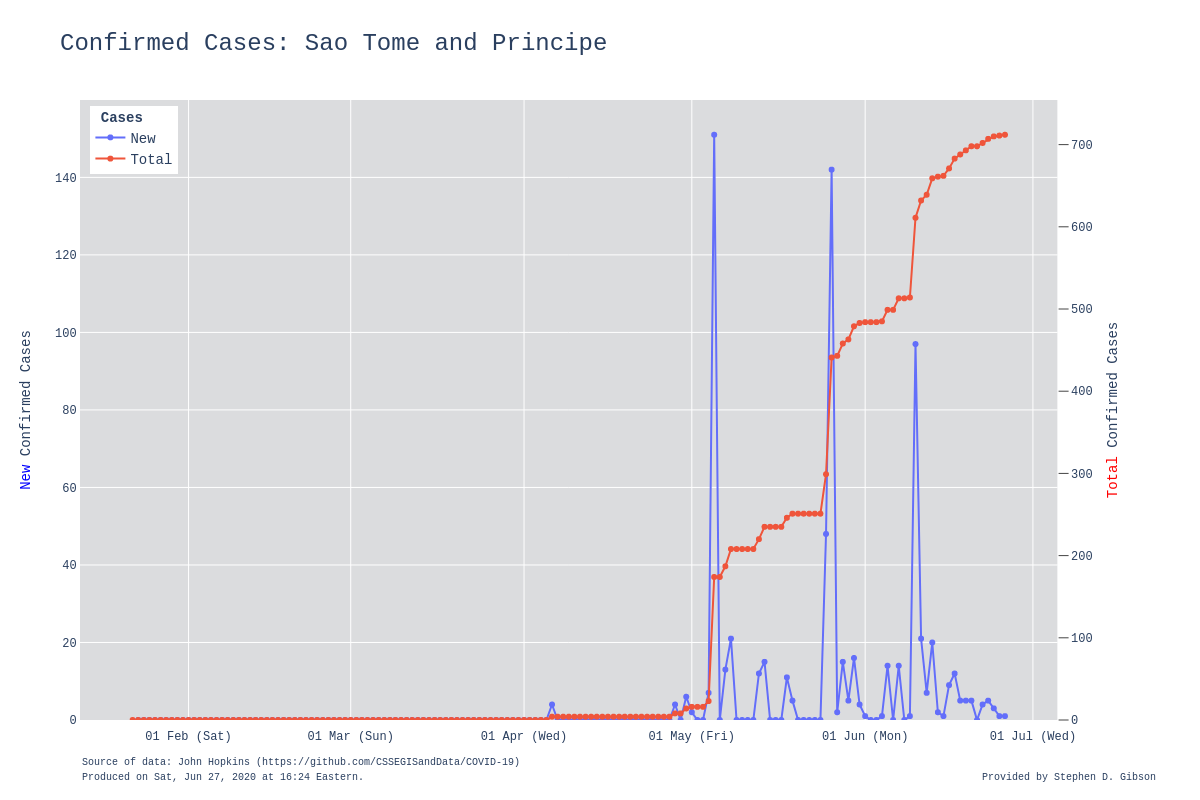 Confirmed Cases: Sao Tome and Principe
Cases
New
Total
140
120
100
80
60
40
20
0
700
600
500
400
300
200
100
0
New Confirmed Cases
Total Confirmed Cases
01 Feb (Sat)
01 Mar (Sun)
01 Apr (Wed)
01 May (Fri)
01 Jun (Mon)
01 Jul (Wed)
Source of data: John Hopkins (https://github.com/CSSEGISandData/COVID-19)
Produced on Sat, Jun 27, 2020 at 16:24 Eastern.
Provided by Stephen D. Gibson